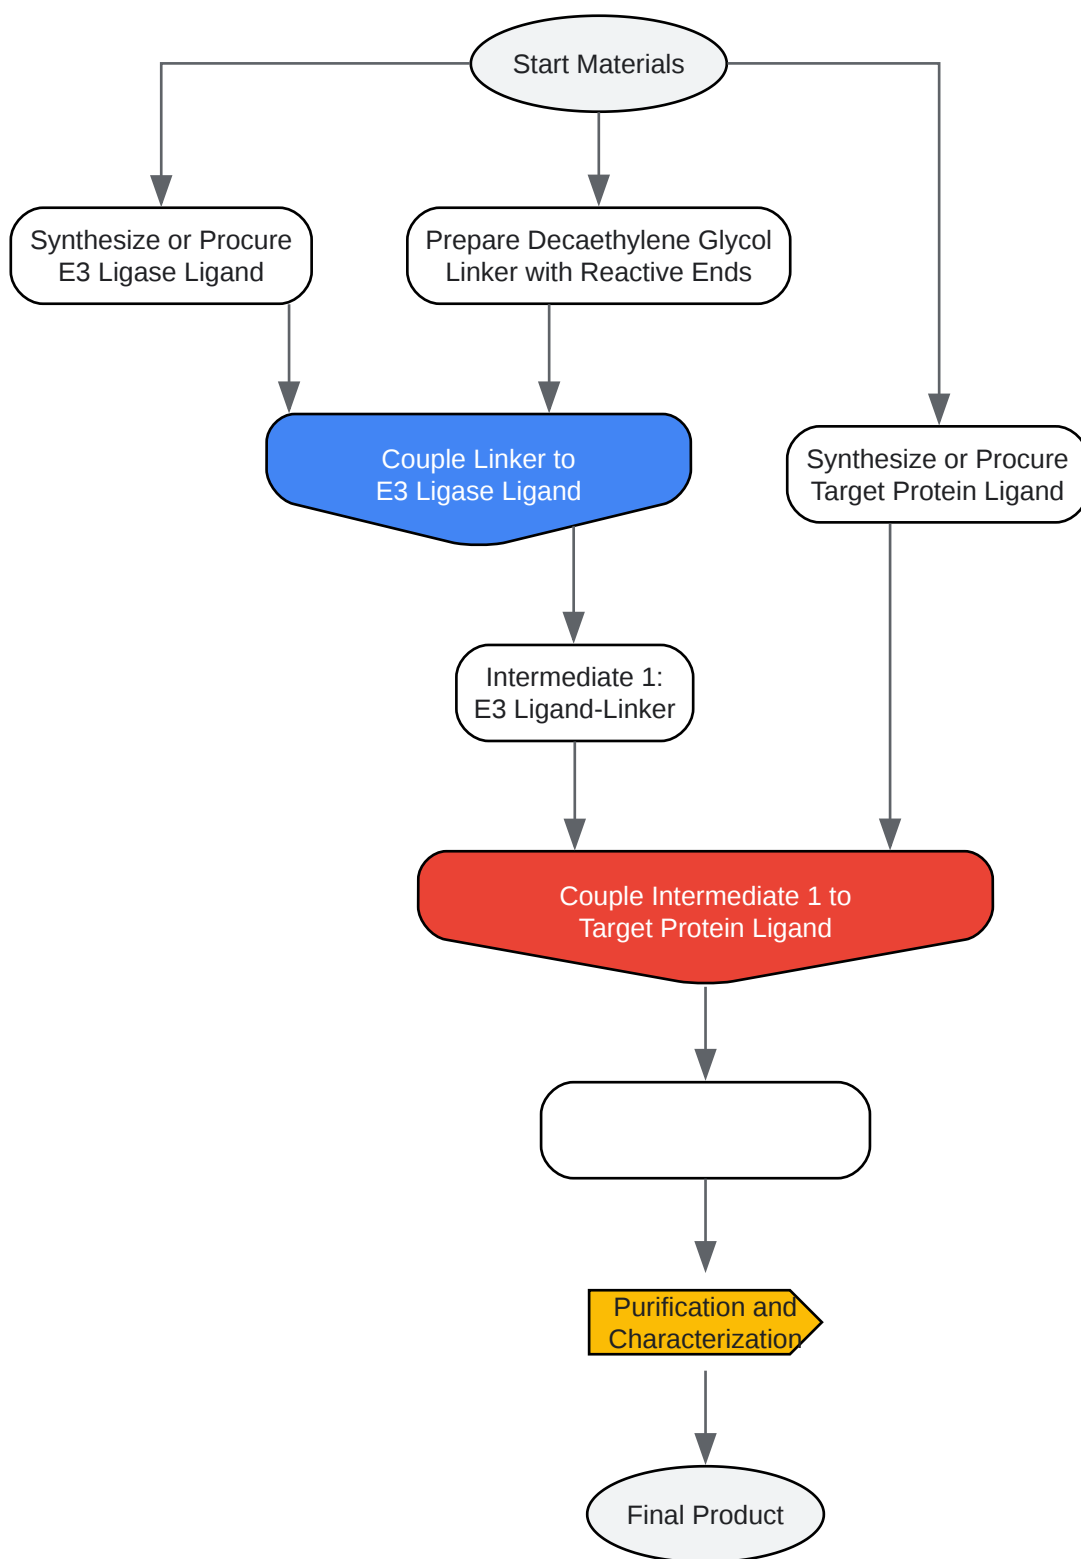 Start Materials
Synthesize or Procure
E3 Ligase Ligand
Prepare Decaethylene Glycol
Linker with Reactive Ends
Couple Linker to
E3 Ligase Ligand
Synthesize or Procure
Target Protein Ligand
Intermediate 1:
E3 Ligand-Linker
Couple Intermediate 1 to
Target Protein Ligand
Purification and
Characterization
Final Product